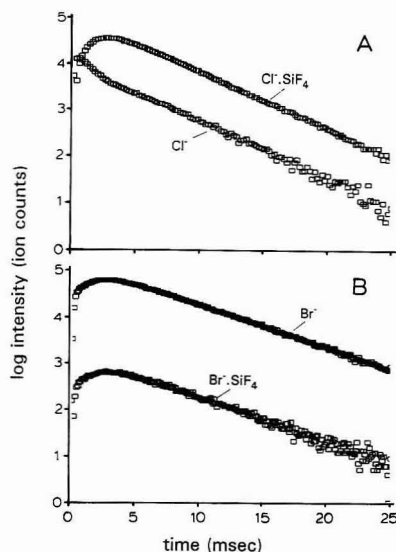 5
A
4
Cl⁻.SiF₄
3
Cl⁻
2
1
0
log intensity (ion counts)
B
5
Br⁻
4
3
Br⁻.SiF₄
2
1
0
0 5 10 15 20 25
time (msec)